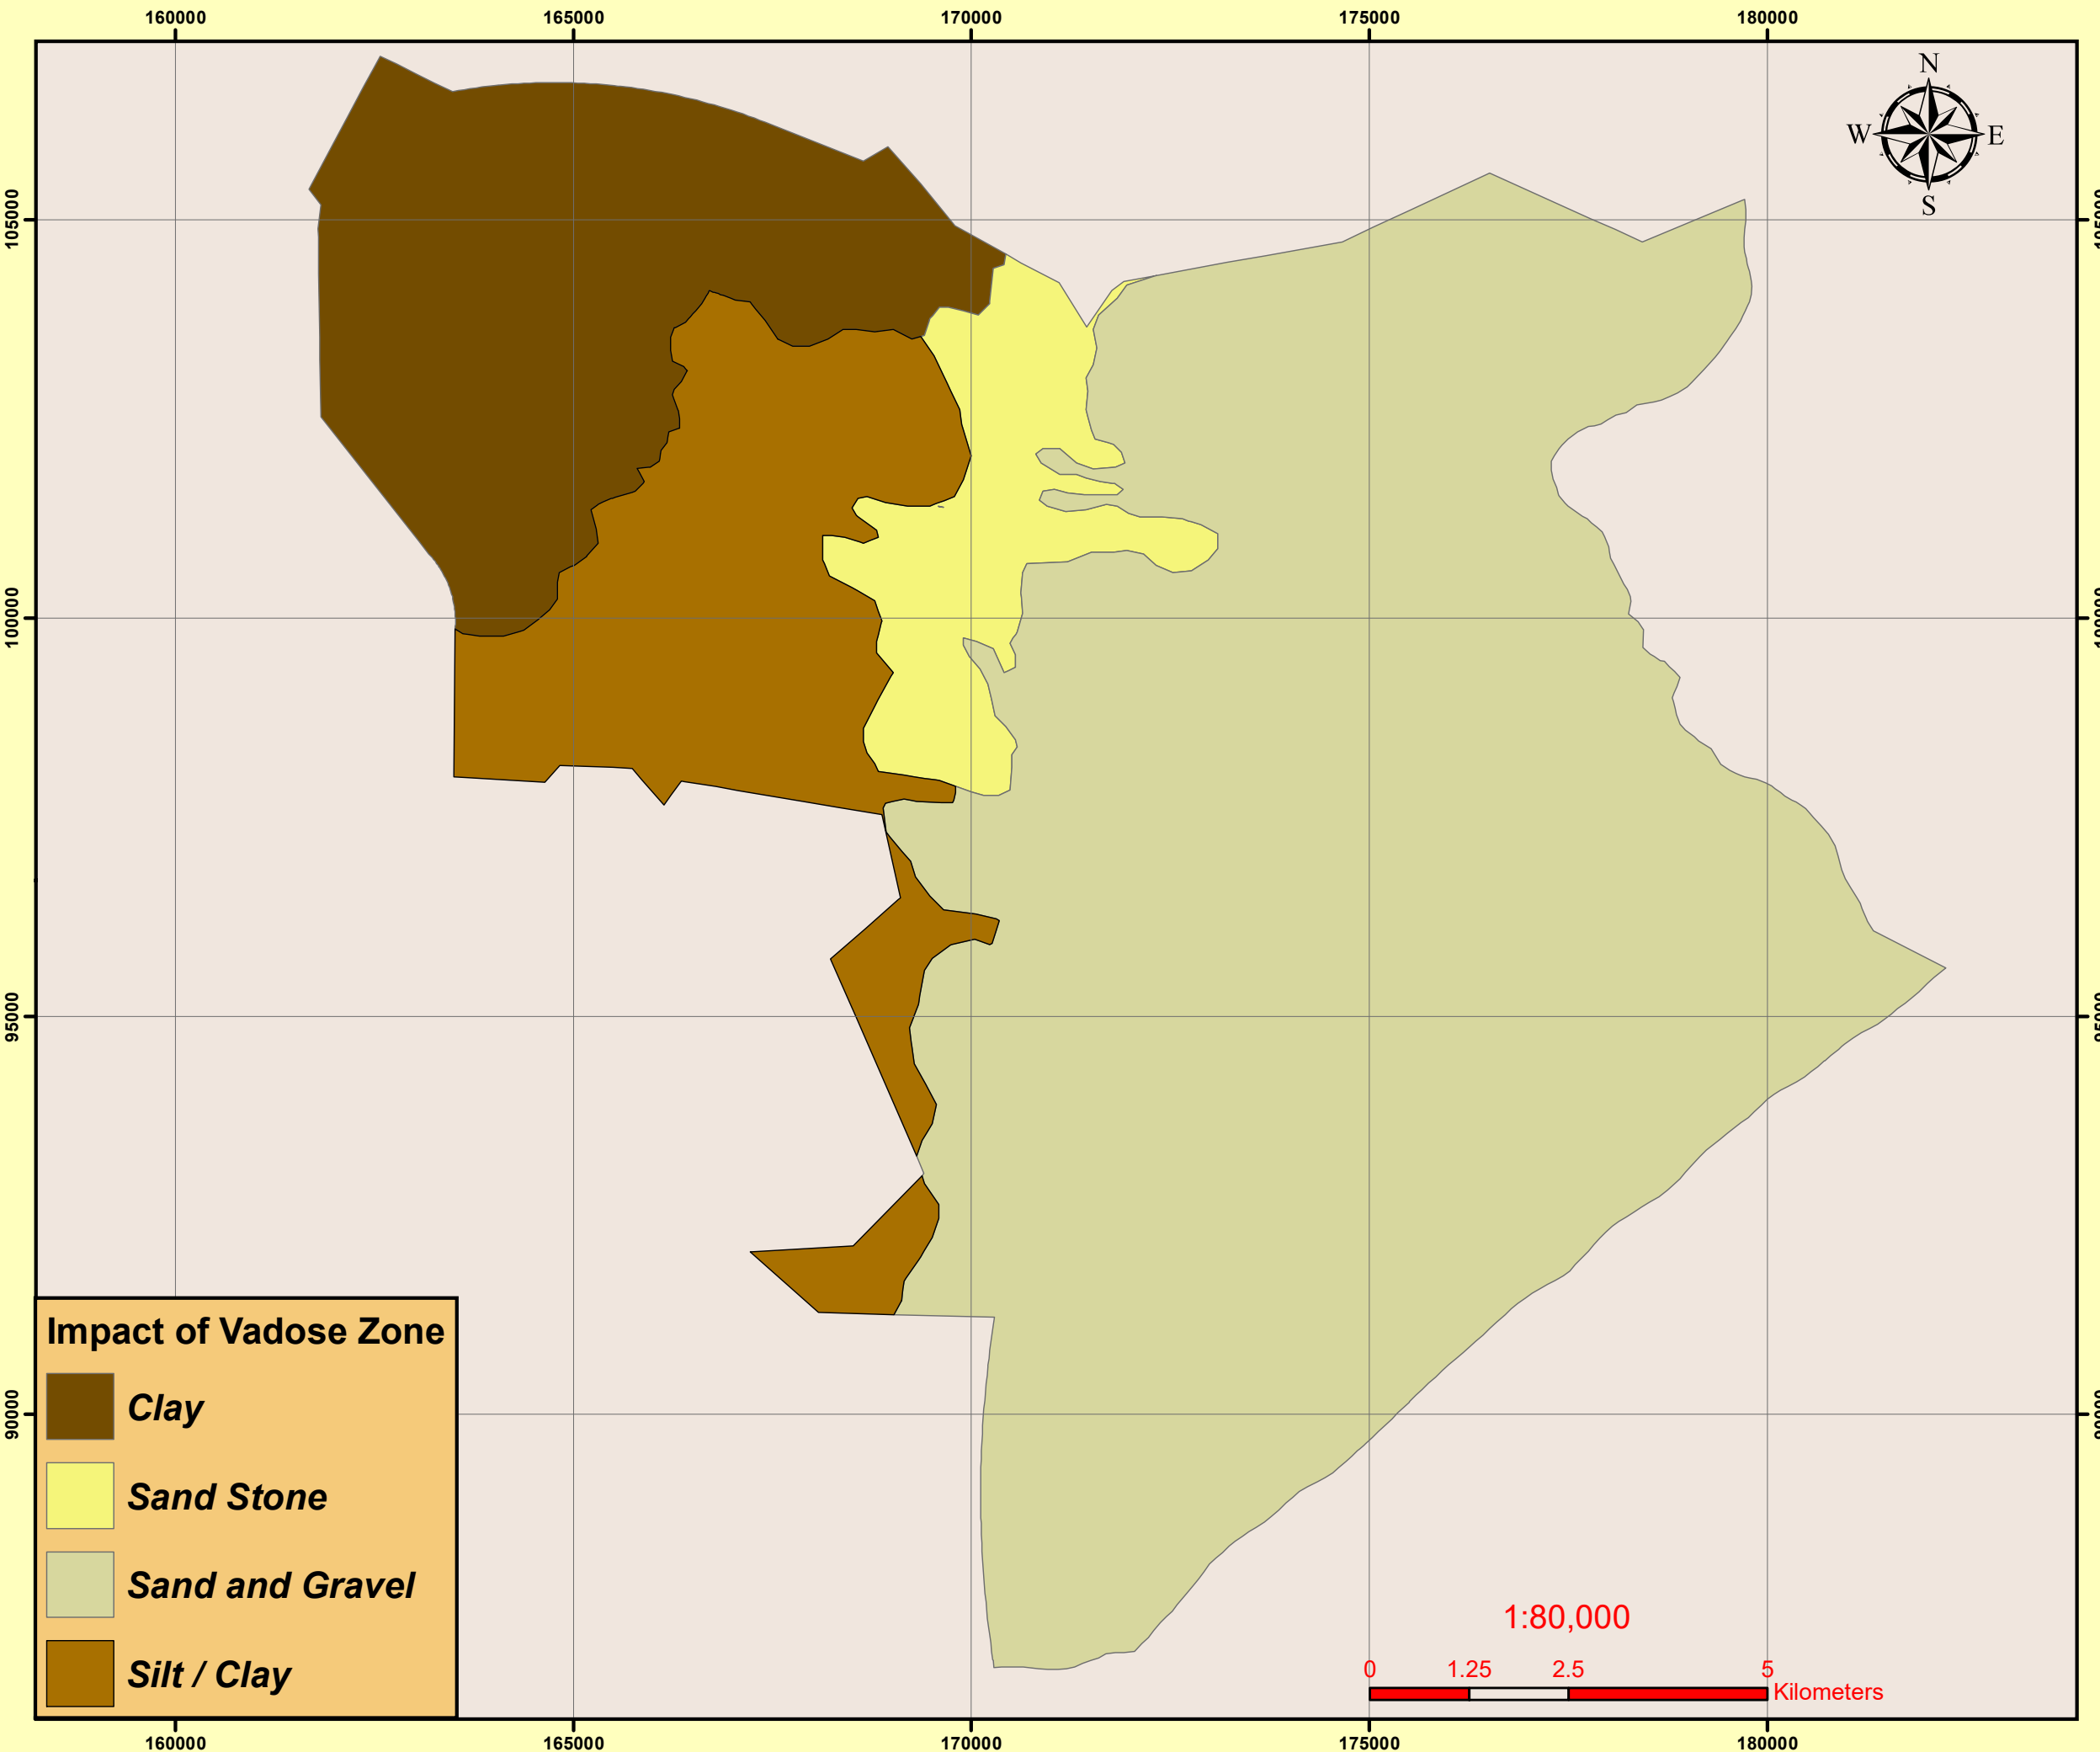 160000 165000 170000 175000 180000
N
W E
S
105000
100000
95000
90000
Impact of Vadose Zone
Clay
Sand Stone
Sand and Gravel
Silt / Clay
1:80,000
0 1.25 2.5 5
Kilometers
160000 165000 170000 175000 180000